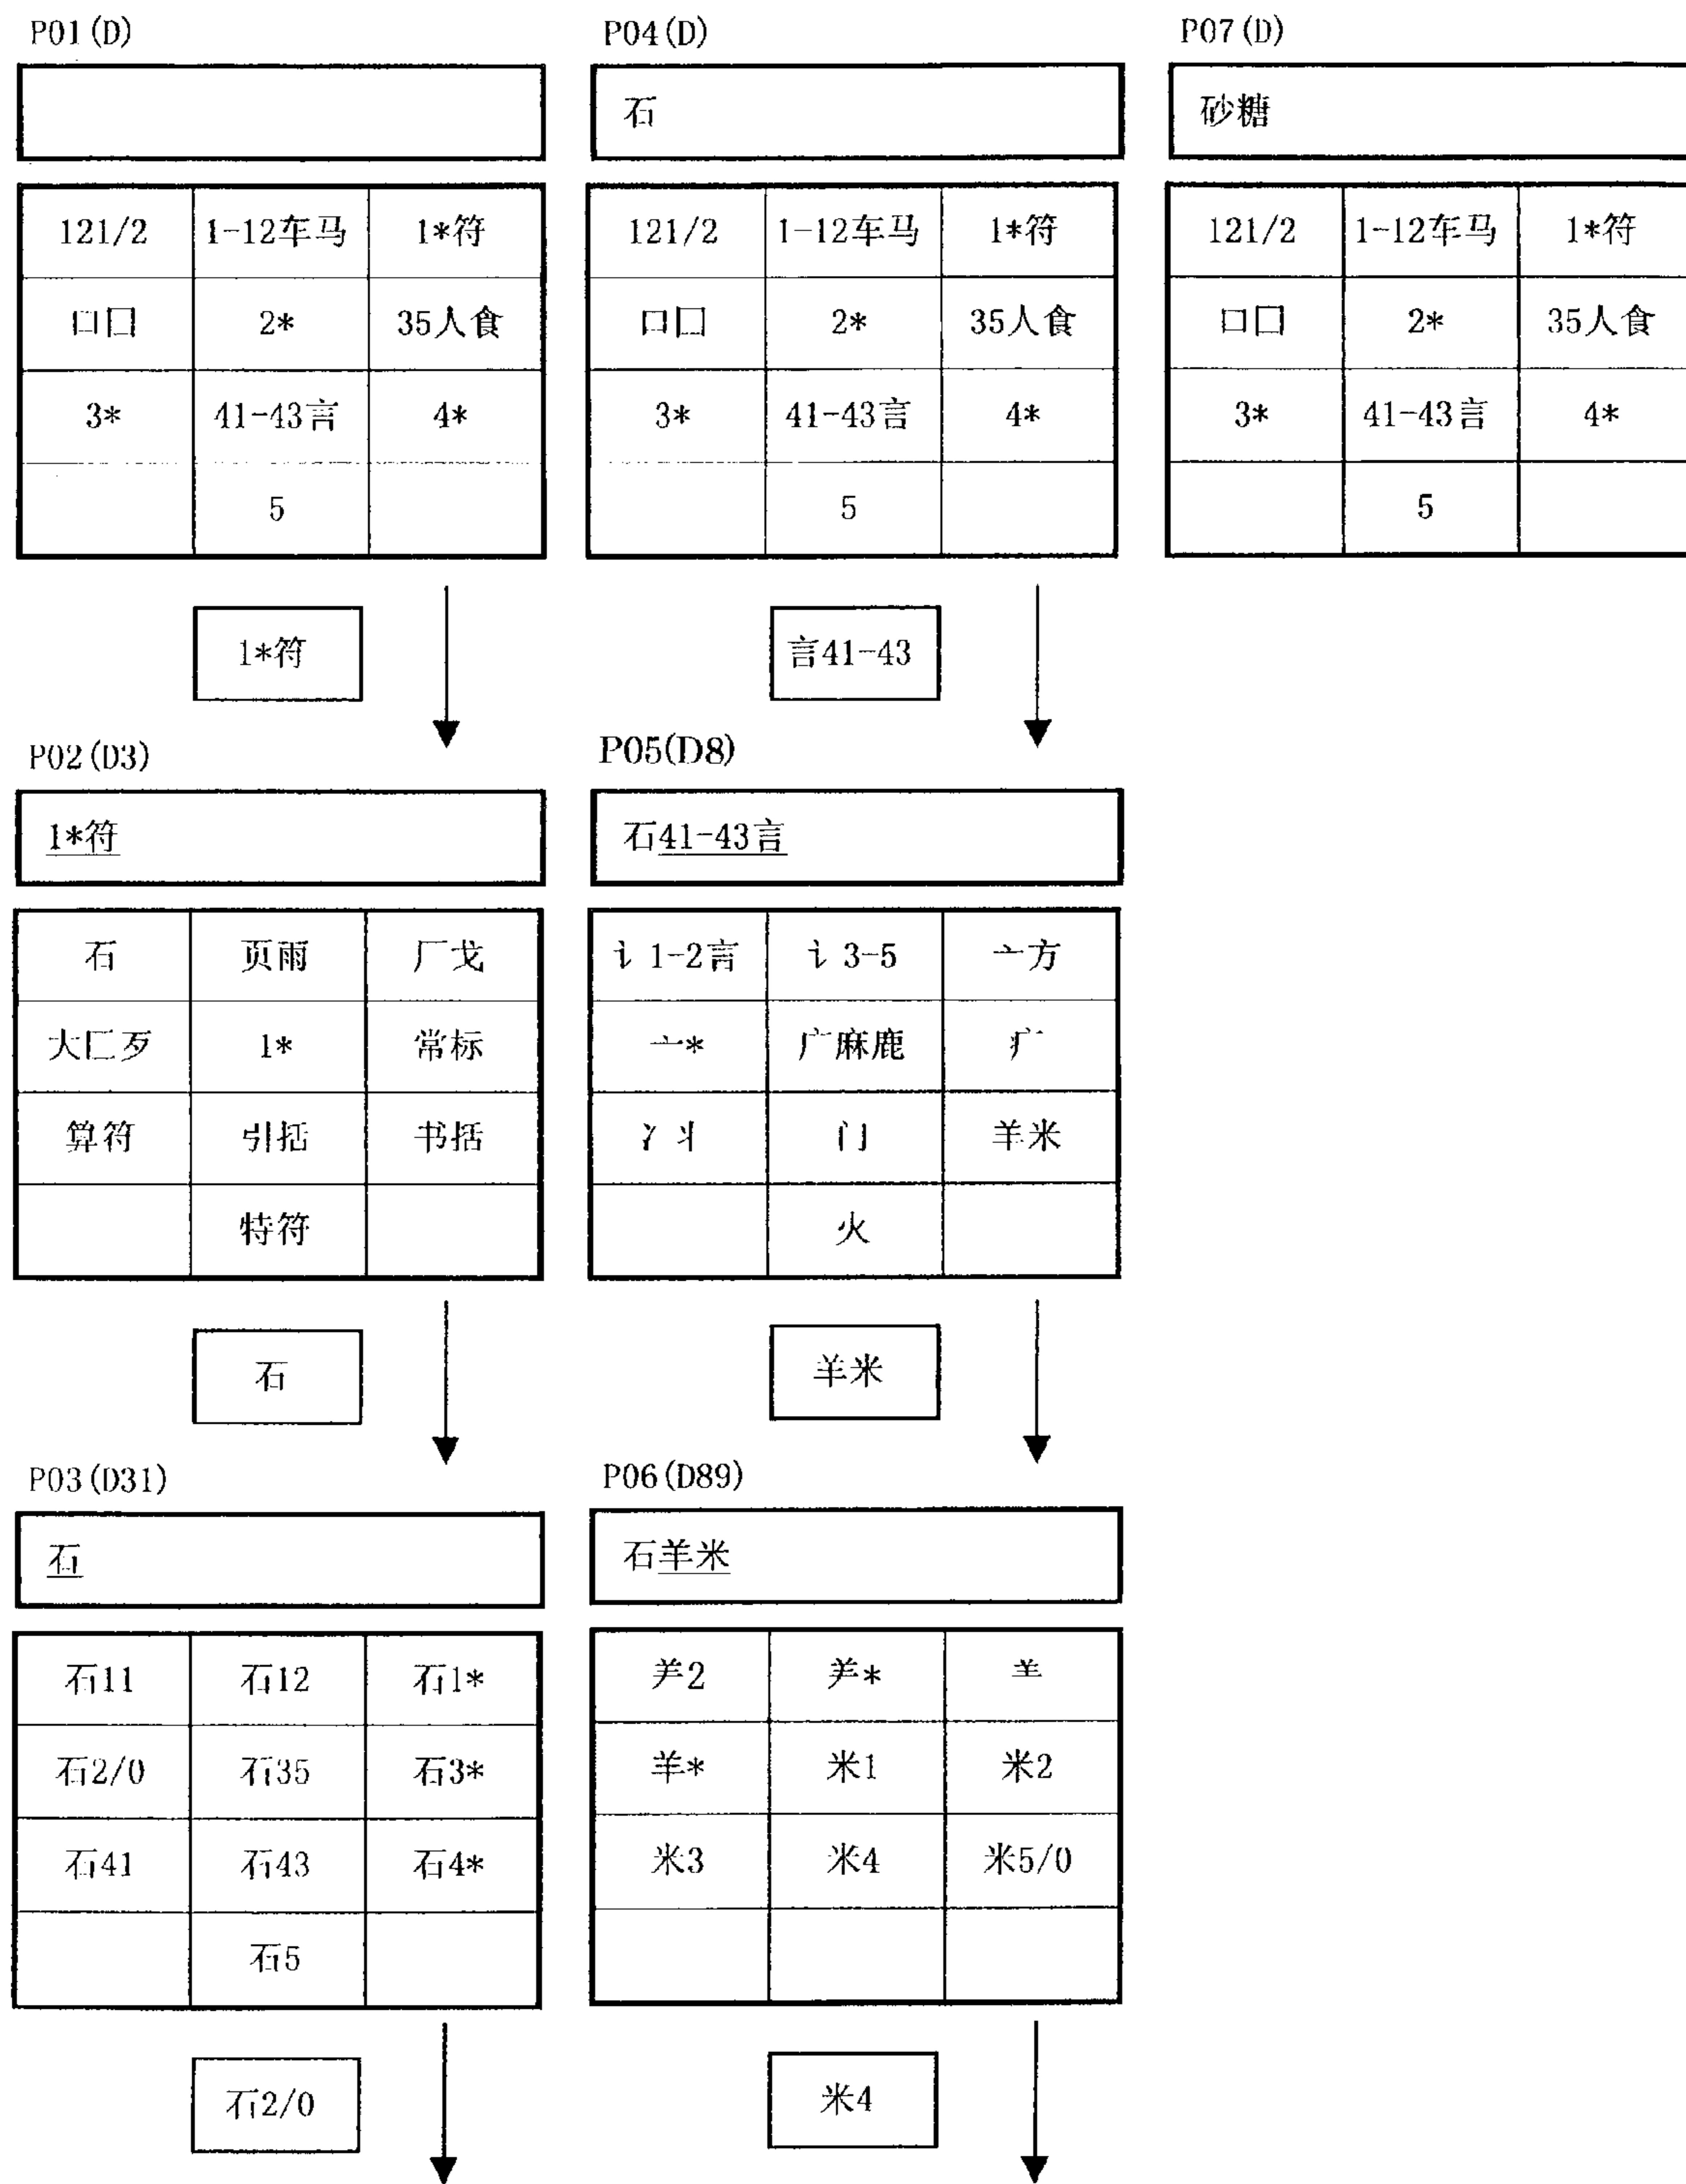 P01(D)
121/2 1-12车马 1*符
口囗 2* 35人食
3* 41-43言 4*
5
1*符
P02(D3)
1*符
石 页雨 厂戈
大匚歹 1* 常标
算符 引括 书括
特符
石
P03(D31)
石
石11 石12 石1*
石2/0 石35 石3*
石41 石43 石4*
石5
石2/0
P04(D)
石
121/2 1-12车马 1*符
口囗 2* 35人食
3* 41-43言 4*
5
言41-43
P05(D8)
石41-43言
讠1-2言 讠3-5 亠方
亠* 广麻鹿 疒
冫丬 门 羊米
火
羊米
P06(D89)
石羊米
⺶2 ⺶* 𦍌
羊* 米1 米2
米3 米4 米5/0
米4
P07(D)
砂糖
121/2 1-12车马 1*符
口囗 2* 35人食
3* 41-43言 4*
5